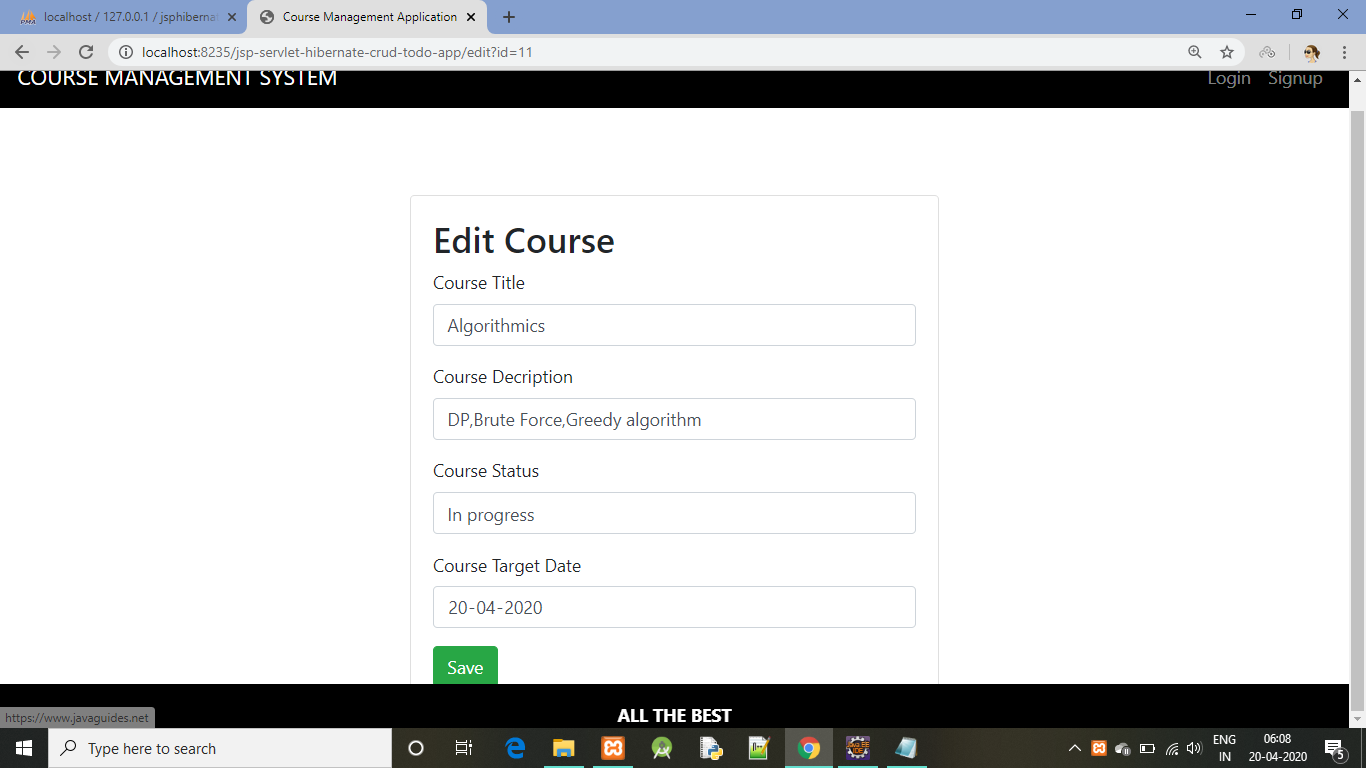 localhost / 127.0.0.1 / jsphibernat
Course Management Application
localhost:8235/jsp-servlet-hibernate-crud-todo-app/edit?id=11
COURSE MANAGEMENT SYSTEM
Login Signup
Edit Course
Course Title
Algorithmics
Course Decription
DP,Brute Force,Greedy algorithm
Course Status
In progress
Course Target Date
20-04-2020
Save
ALL THE BEST
https://www.javaguides.net
Type here to search
ENG
IN
06:08
20-04-2020
5